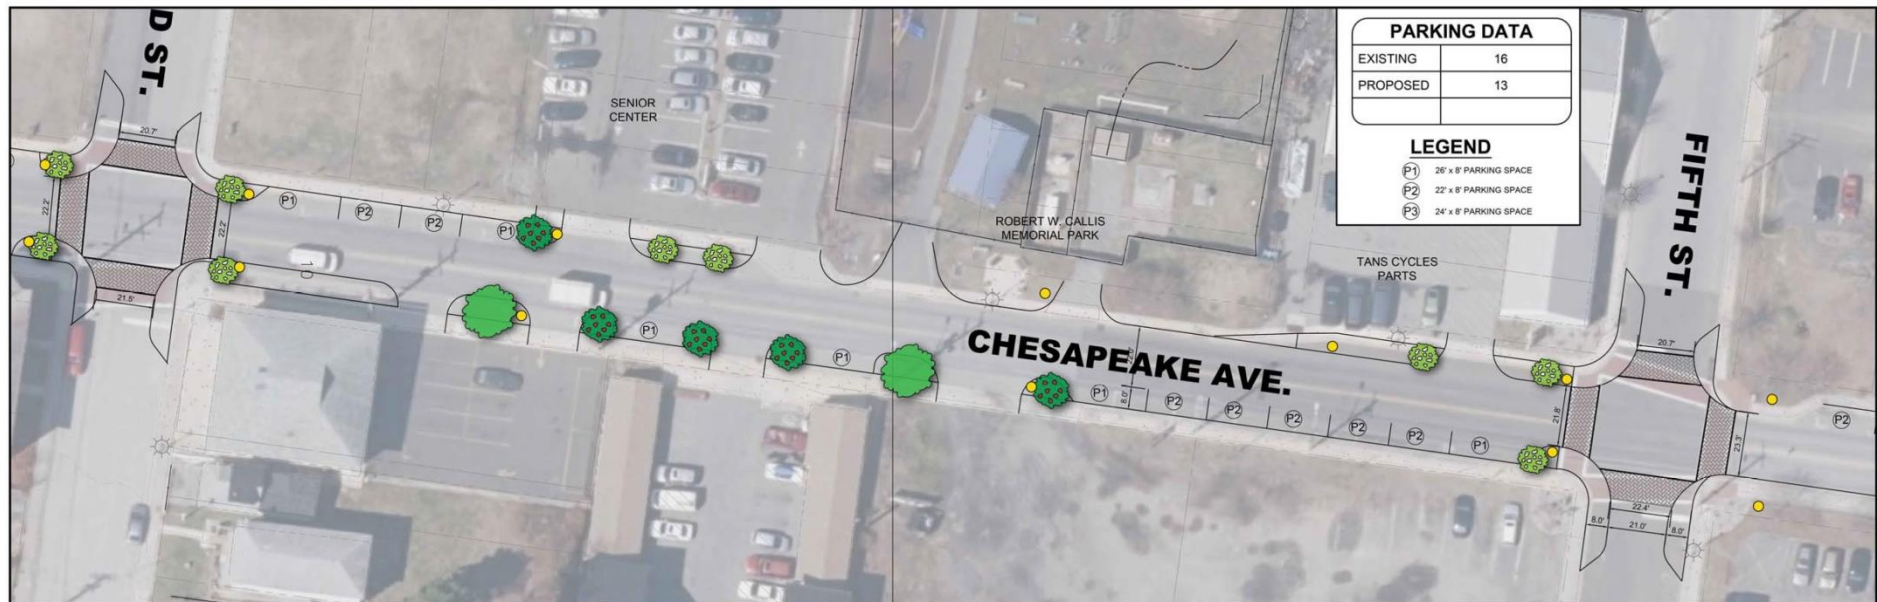 D ST.
20.7'
22.2'
22.2'
21.5'
P1
P2
P2
P1
SENIOR
CENTER
ROBERT W. CALLIS
MEMORIAL PARK
TANS CYCLES
PARTS
PARKING DATA
EXISTING 16
PROPOSED 13
LEGEND
P1 26' x 8' PARKING SPACE
P2 22' x 8' PARKING SPACE
P3 24' x 8' PARKING SPACE
FIFTH ST.
P1
P1
CHESAPEAKE AVE.
8.0'
P1
P2
P2
P2
P2
P2
P1
20.7'
21.8'
23.3'
P2
22.4'
8.0'
21.0'
8.0'